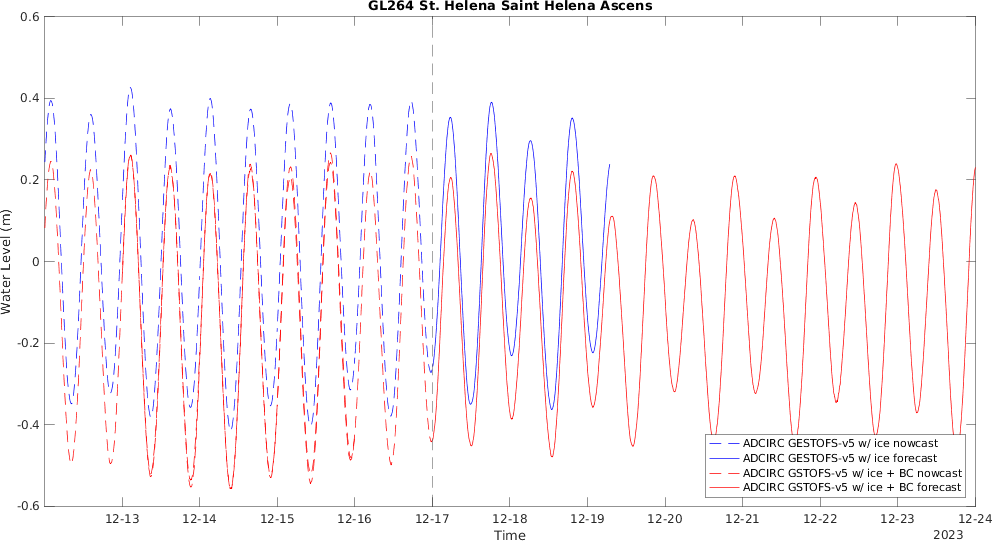 GL264 St. Helena Saint Helena Ascens
0.6
0.4
0.2
0
-0.2
-0.4
-0.6
Water Level (m)
12-13 12-14 12-15 12-16 12-17 12-18 12-19 12-20 12-21 12-22 12-23 12-24
Time
2023
ADCIRC GESTOFS-v5 w/ ice nowcast
ADCIRC GESTOFS-v5 w/ ice forecast
ADCIRC GSTOFS-v5 w/ ice + BC nowcast
ADCIRC GSTOFS-v5 w/ ice + BC forecast